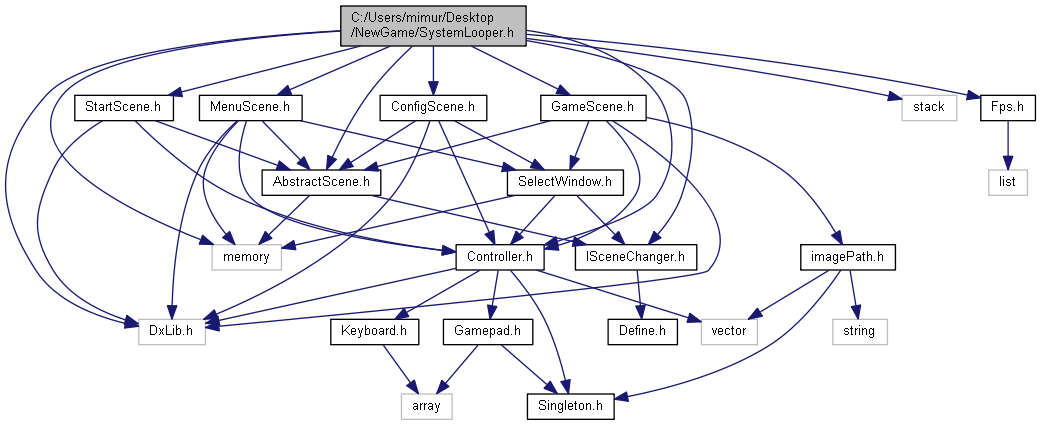 C:/Users/mimur/Desktop
/NewGame/SystemLooper.h
StartScene.h
MenuScene.h
ConfigScene.h
GameScene.h
stack
Fps.h
AbstractScene.h
SelectWindow.h
list
memory
Controller.h
ISceneChanger.h
imagePath.h
DxLib.h
Keyboard.h
Gamepad.h
Define.h
vector
string
array
Singleton.h